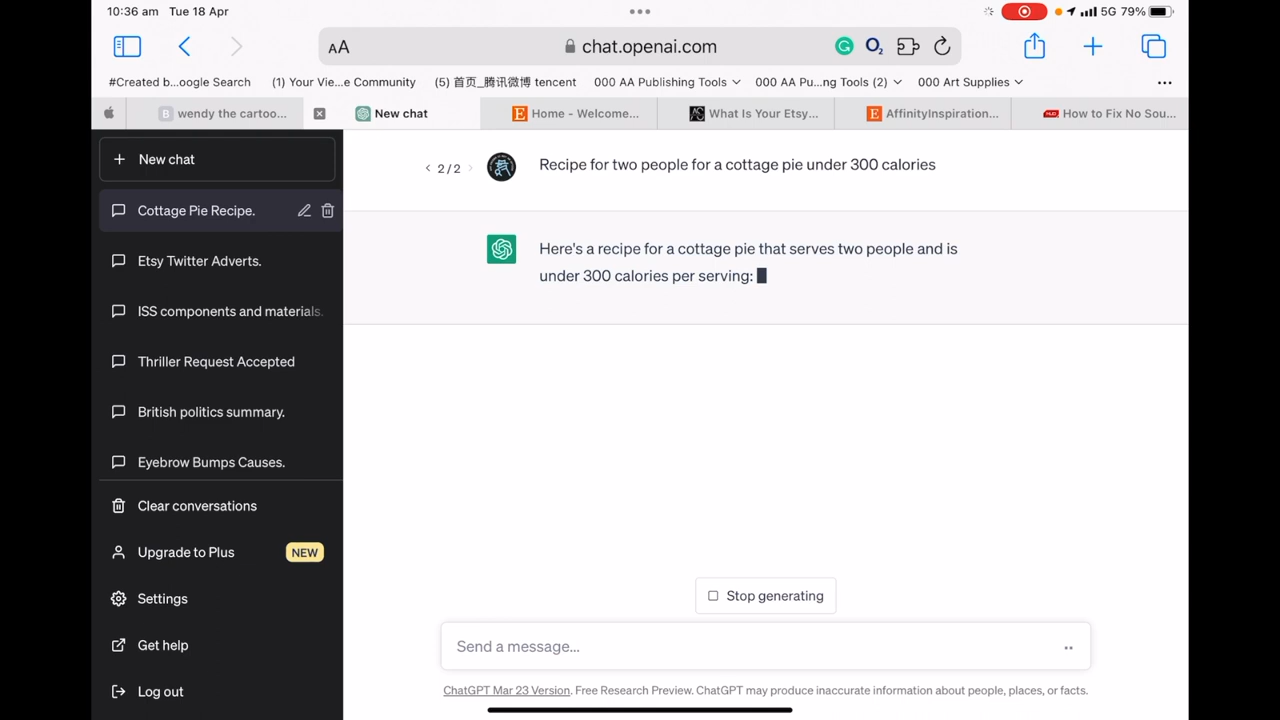 10:36 am Tue 18 Apr
5G 79%
AA
chat.openai.com
#Created b...oogle Search
(1) Your Vie...e Community
(5) 首页_腾讯微博 tencent
000 AA Publishing Tools
000 AA Pu...ng Tools (2)
000 Art Supplies
wendy the cartoo...
New chat
Home - Welcome...
What Is Your Etsy...
AffinityInspiration...
How to Fix No Sou...
New chat
Cottage Pie Recipe.
Etsy Twitter Adverts.
ISS components and materials.
Thriller Request Accepted
British politics summary.
Eyebrow Bumps Causes.
Clear conversations
Upgrade to Plus NEW
Settings
Get help
Log out
2 / 2
Recipe for two people for a cottage pie under 300 calories
Here's a recipe for a cottage pie that serves two people and is
under 300 calories per serving:
Stop generating
Send a message...
ChatGPT Mar 23 Version. Free Research Preview. ChatGPT may produce inaccurate information about people, places, or facts.